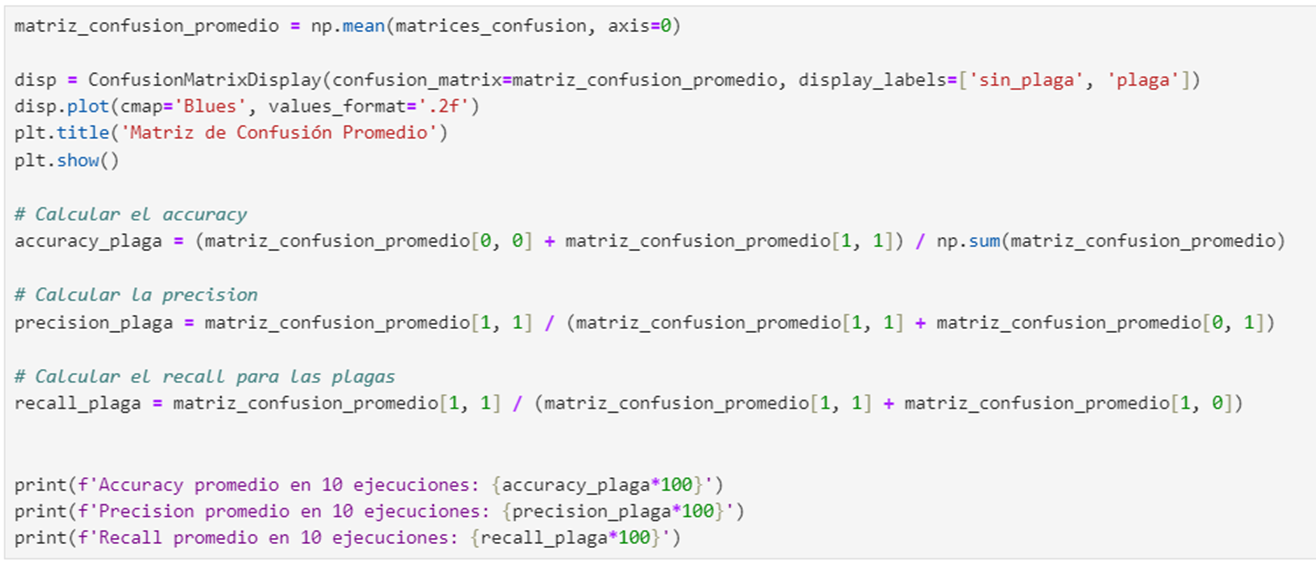 matriz_confusion_promedio = np.mean(matrices_confusion, axis=0)
disp = ConfusionMatrixDisplay(confusion_matrix=matriz_confusion_promedio, display_labels=['sin_plaga', 'plaga'])
disp.plot(cmap='Blues', values_format='.2f')
plt.title('Matriz de Confusión Promedio')
plt.show()
# Calcular el accuracy
accuracy_plaga = (matriz_confusion_promedio[0, 0] + matriz_confusion_promedio[1, 1]) / np.sum(matriz_confusion_promedio)
# Calcular la precision
precision_plaga = matriz_confusion_promedio[1, 1] / (matriz_confusion_promedio[1, 1] + matriz_confusion_promedio[0, 1])
# Calcular el recall para las plagas
recall_plaga = matriz_confusion_promedio[1, 1] / (matriz_confusion_promedio[1, 1] + matriz_confusion_promedio[1, 0])
print(f'Accuracy promedio en 10 ejecuciones: {accuracy_plaga*100}')
print(f'Precision promedio en 10 ejecuciones: {precision_plaga*100}')
print(f'Recall promedio en 10 ejecuciones: {recall_plaga*100}')